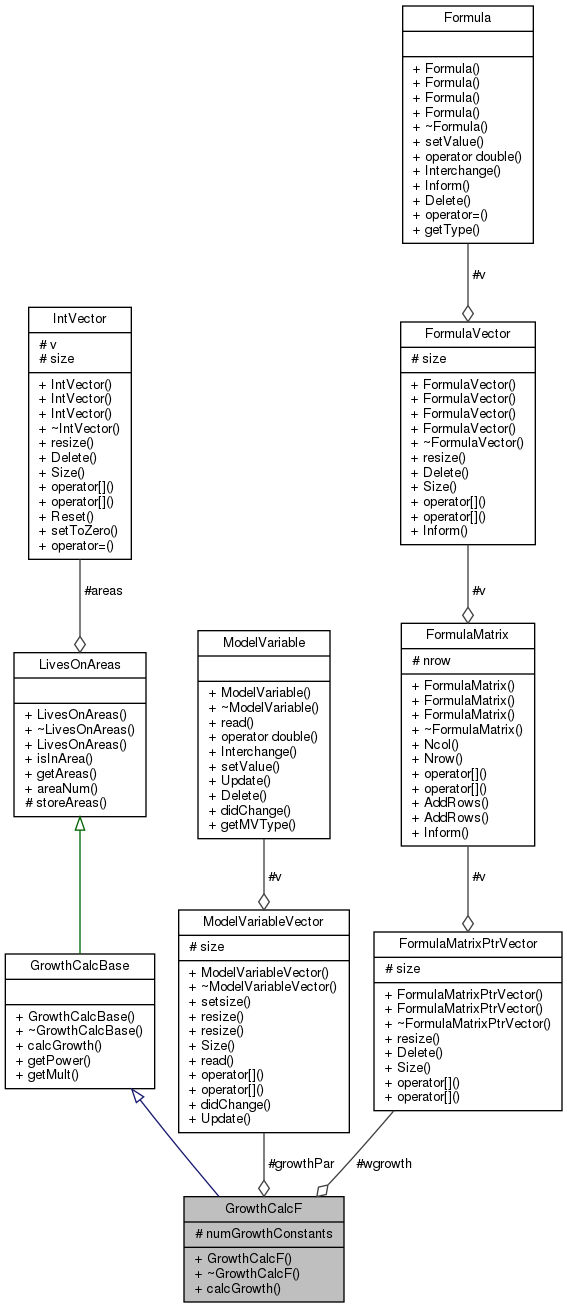 Formula
+ Formula()
+ Formula()
+ Formula()
+ Formula()
+ ~Formula()
+ setValue()
+ operator double()
+ Interchange()
+ Inform()
+ Delete()
+ operator=()
+ getType()
#v
FormulaVector
# size
+ FormulaVector()
+ FormulaVector()
+ FormulaVector()
+ FormulaVector()
+ ~FormulaVector()
+ resize()
+ Delete()
+ Size()
+ operator[]()
+ operator[]()
+ Inform()
#v
IntVector
# v
# size
+ IntVector()
+ IntVector()
+ IntVector()
+ ~IntVector()
+ resize()
+ Delete()
+ Size()
+ operator[]()
+ operator[]()
+ Reset()
+ setToZero()
+ operator=()
#areas
FormulaMatrix
# nrow
+ FormulaMatrix()
+ FormulaMatrix()
+ FormulaMatrix()
+ ~FormulaMatrix()
+ Ncol()
+ Nrow()
+ operator[]()
+ operator[]()
+ AddRows()
+ AddRows()
+ Inform()
#v
ModelVariable
+ ModelVariable()
+ ~ModelVariable()
+ read()
+ operator double()
+ Interchange()
+ setValue()
+ Update()
+ Delete()
+ didChange()
+ getMVType()
#v
LivesOnAreas
+ LivesOnAreas()
+ ~LivesOnAreas()
+ LivesOnAreas()
+ isInArea()
+ getAreas()
+ areaNum()
# storeAreas()
ModelVariableVector
# size
+ ModelVariableVector()
+ ~ModelVariableVector()
+ setsize()
+ resize()
+ resize()
+ Size()
+ read()
+ operator[]()
+ operator[]()
+ didChange()
+ Update()
#growthPar
FormulaMatrixPtrVector
# size
+ FormulaMatrixPtrVector()
+ FormulaMatrixPtrVector()
+ ~FormulaMatrixPtrVector()
+ resize()
+ Delete()
+ Size()
+ operator[]()
+ operator[]()
#wgrowth
GrowthCalcBase
+ GrowthCalcBase()
+ ~GrowthCalcBase()
+ calcGrowth()
+ getPower()
+ getMult()
GrowthCalcF
# numGrowthConstants
+ GrowthCalcF()
+ ~GrowthCalcF()
+ calcGrowth()